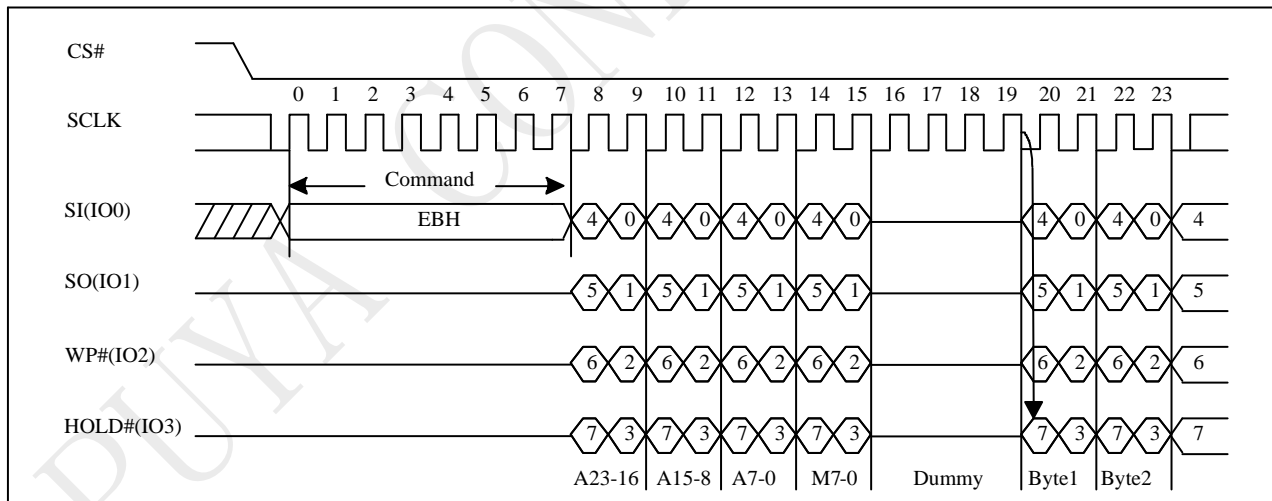 CS#
0 1 2 3 4 5 6 7 8 9 10 11 12 13 14 15 16 17 18 19 20 21 22 23
SCLK
Command
SI(IO0) EBH 4 0 4 0 4 0 4 0 4 0 4 0 4
SO(IO1) 5 1 5 1 5 1 5 1 5 1 5 1 5
WP#(IO2) 6 2 6 2 6 2 6 2 6 2 6 2 6
HOLD#(IO3) 7 3 7 3 7 3 7 3 7 3 7 3 7
A23-16 A15-8 A7-0 M7-0 Dummy Byte1 Byte2
PUYA